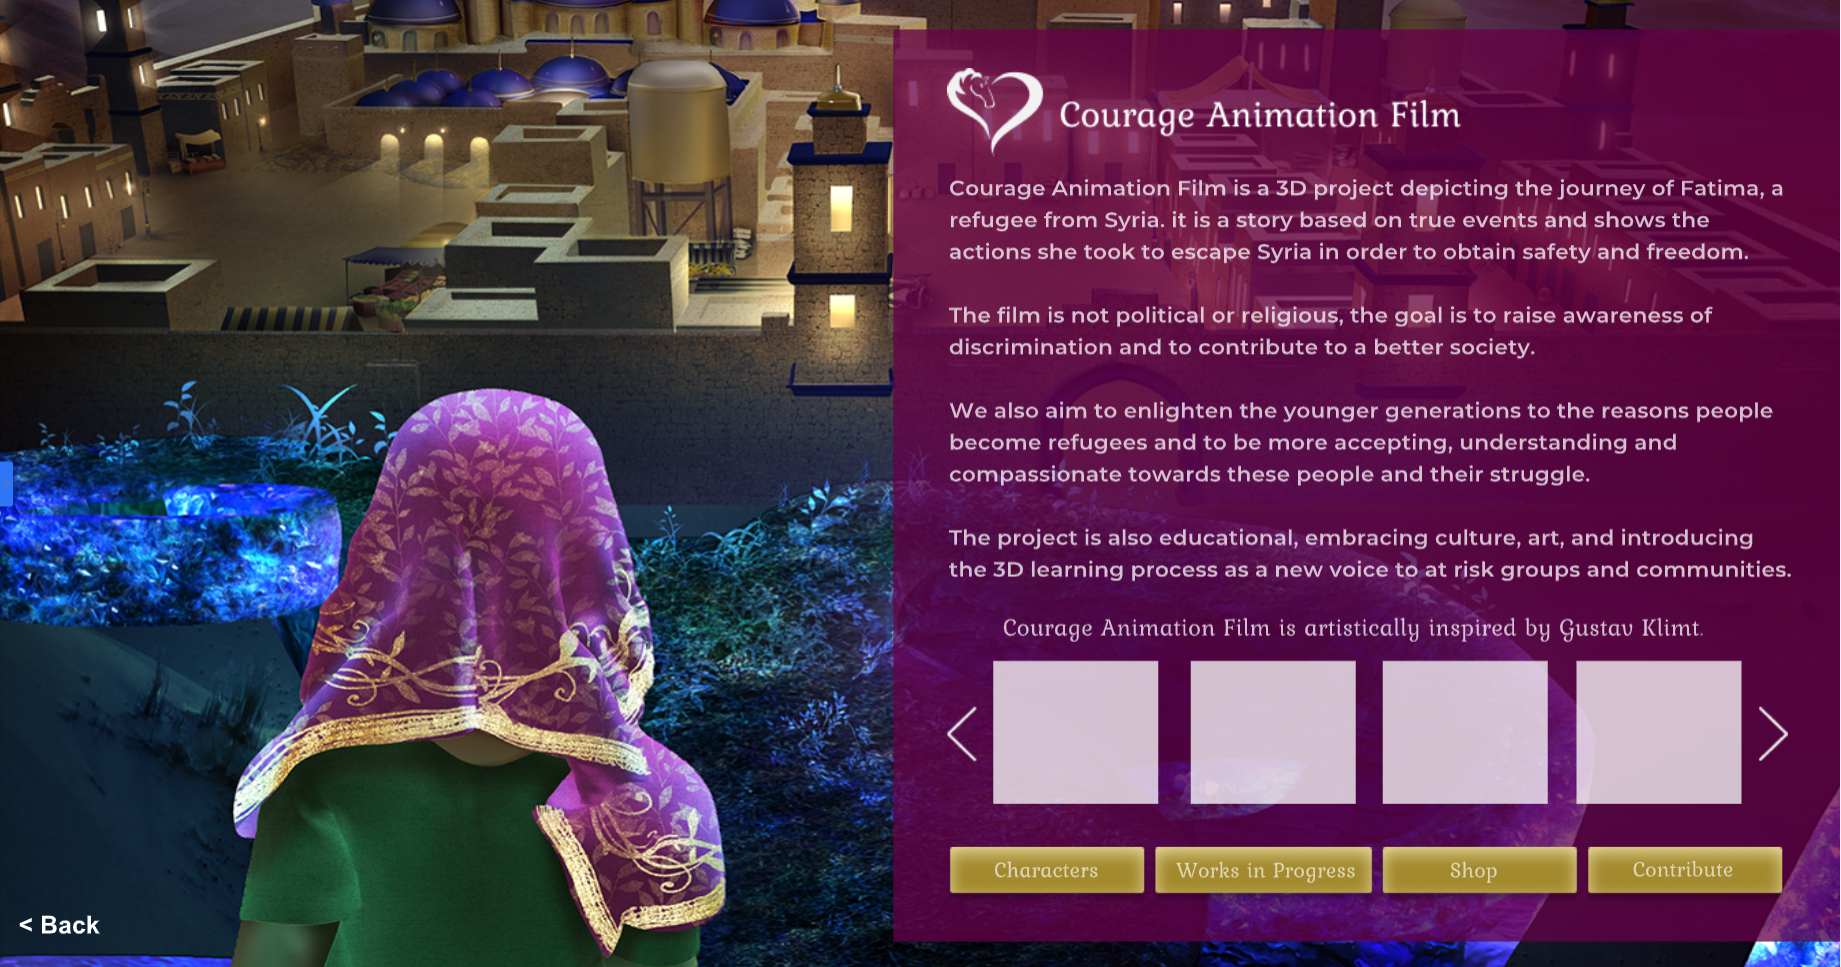 Courage Animation Film
Courage Animation Film is a 3D project depicting the journey of Fatima, a
refugee from Syria. it is a story based on true events and shows the
actions she took to escape Syria in order to obtain safety and freedom.
The film is not political or religious, the goal is to raise awareness of
discrimination and to contribute to a better society.
We also aim to enlighten the younger generations to the reasons people
become refugees and to be more accepting, understanding and
compassionate towards these people and their struggle.
The project is also educational, embracing culture, art, and introducing
the 3D learning process as a new voice to at risk groups and communities.
Courage Animation Film is artistically inspired by Gustav Klimt.
Characters
Works in Progress
Shop
Contribute
< Back